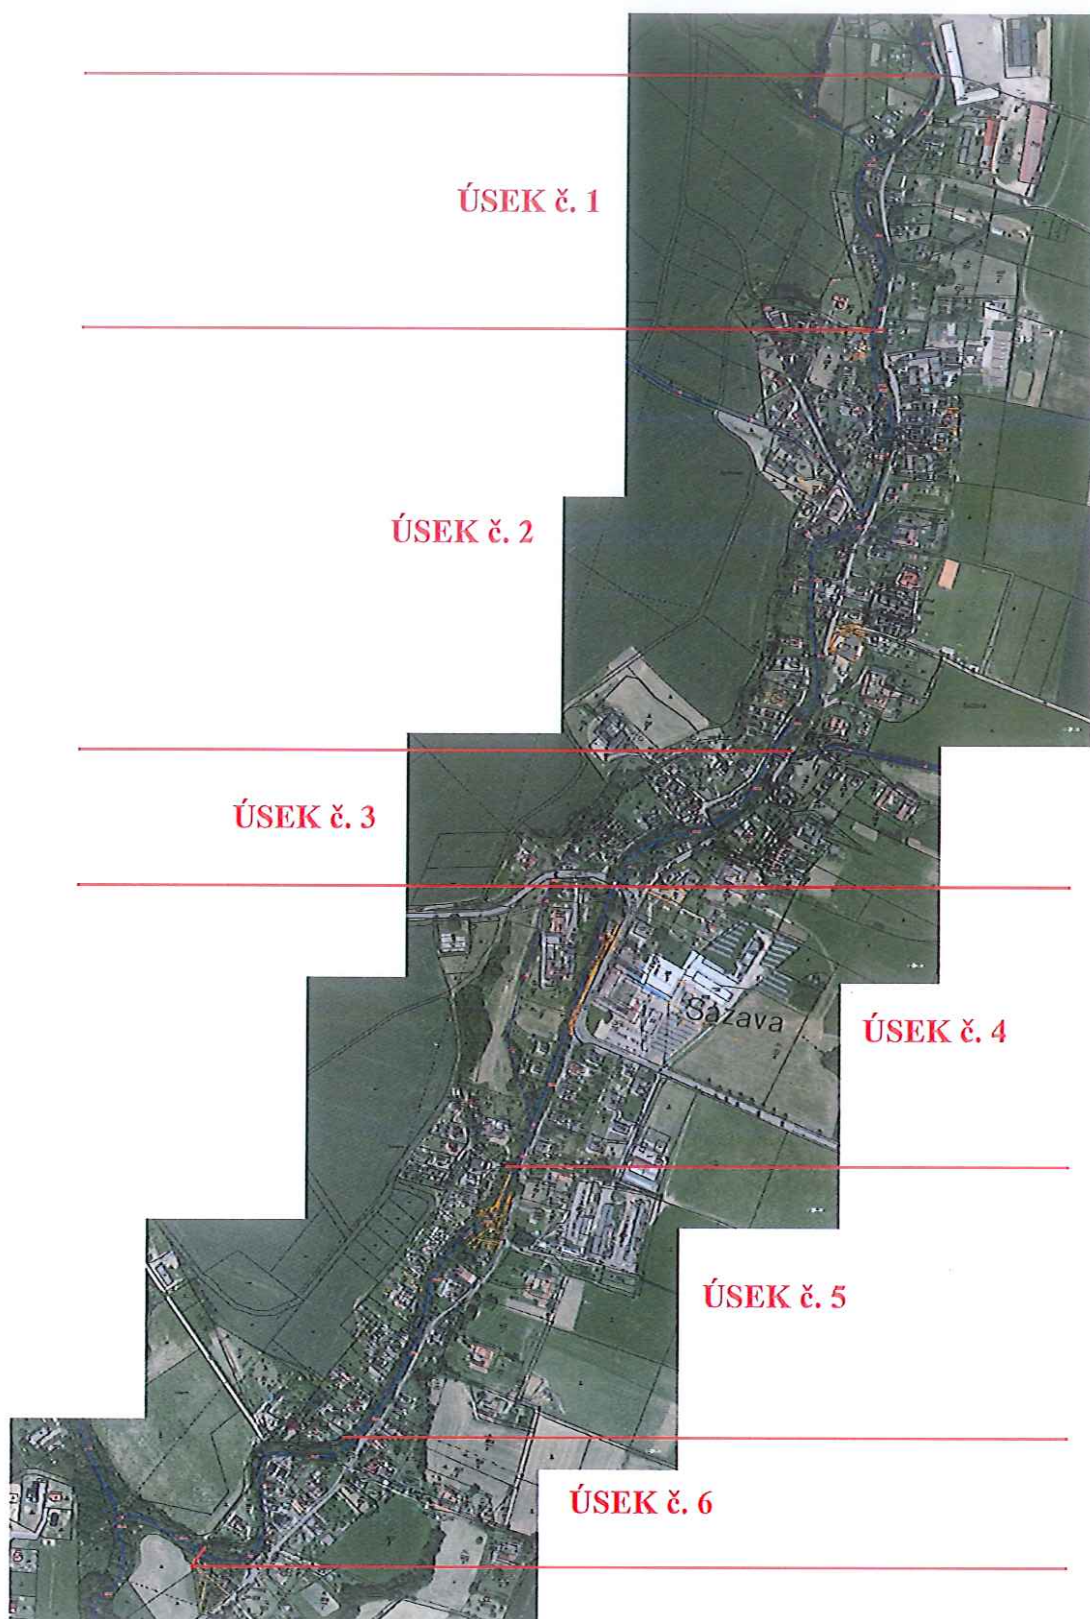 ÚSEK č. 1
ÚSEK č. 2
ÚSEK č. 3
Sázava
ÚSEK č. 4
ÚSEK č. 5
ÚSEK č. 6